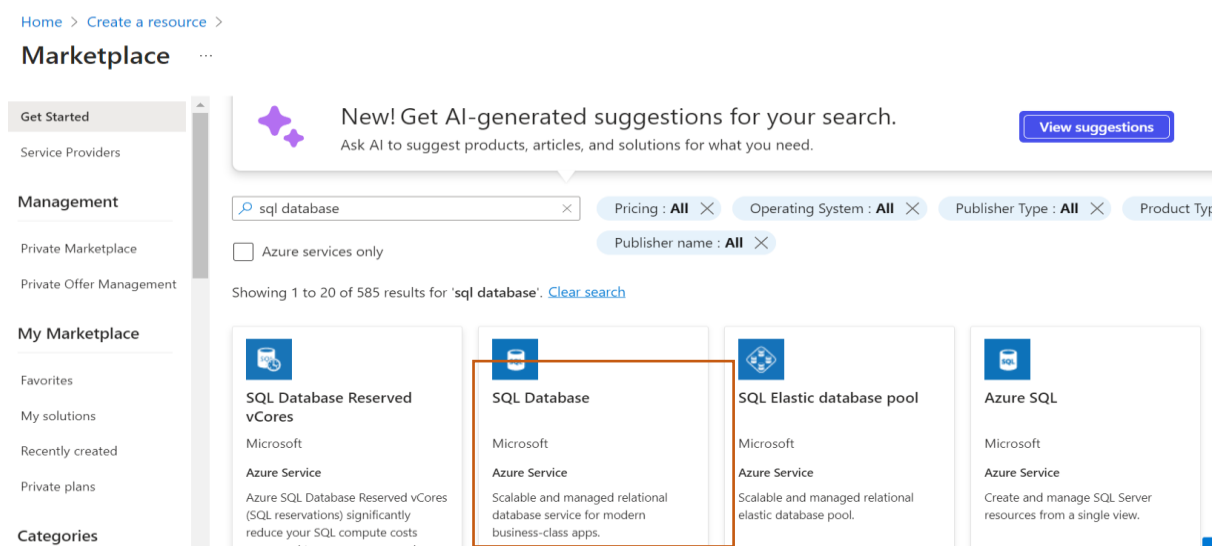 Home > Create a resource >
Marketplace ...
Get Started
Service Providers
Management
Private Marketplace
Private Offer Management
My Marketplace
Favorites
My solutions
Recently created
Private plans
Categories
New! Get AI-generated suggestions for your search.
Ask AI to suggest products, articles, and solutions for what you need.
View suggestions
sql database
Pricing : All
Operating System : All
Publisher Type : All
Product Typ
Publisher name : All
Azure services only
Showing 1 to 20 of 585 results for 'sql database'. Clear search
SQL
SQL Database Reserved
vCores
Microsoft
Azure Service
Azure SQL Database Reserved vCores
(SQL reservations) significantly
reduce your SQL compute costs
SQL
SQL Database
Microsoft
Azure Service
Scalable and managed relational
database service for modern
business-class apps.
SQL Elastic database pool
Microsoft
Azure Service
Scalable and managed relational
elastic database pool.
SQL
Azure SQL
Microsoft
Azure Service
Create and manage SQL Server
resources from a single view.